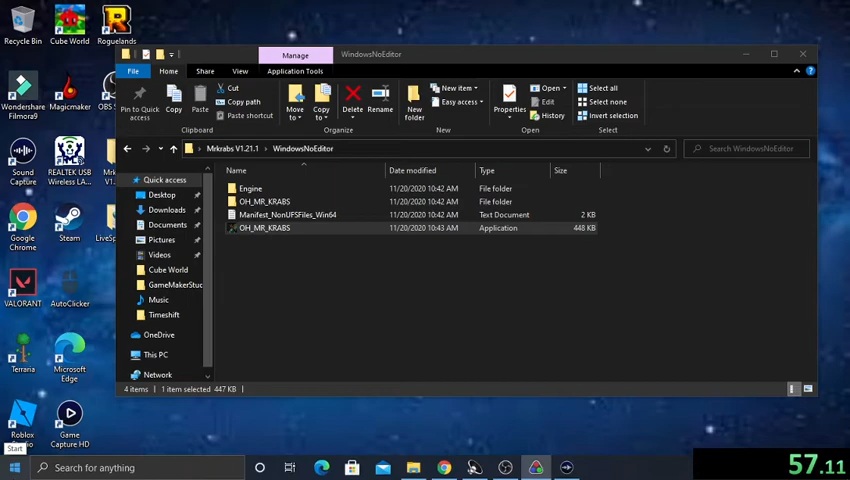 Recycle Bin
Cube World
Roguelands
Wondershare
Filmora9
Magicmaker
OBS S
Sound
Capture
REALTEK USB
Wireless LA...
M
V
Google
Chrome
Steam
LiveSp
VALORANT
AutoClicker
Terraria
Microsoft
Edge
Roblox
Game
Capture HD
Start
Manage
WindowsNoEditor
File
Home
Share
View
Application Tools
Pin to Quick
access
Copy
Paste
Cut
Copy path
Paste shortcut
Move
to
Copy
to
Delete
Rename
New
folder
New item
Easy access
Properties
Open
Edit
History
Select all
Select none
Invert selection
Clipboard
Organize
New
Open
Select
Mrkrabs V1.21.1 > WindowsNoEditor
Search WindowsNoEditor
Name
Date modified
Type
Size
Engine
11/20/2020 10:42 AM
File folder
OH_MR_KRABS
11/20/2020 10:42 AM
File folder
Manifest_NonUFSFiles_Win64
11/20/2020 10:42 AM
Text Document
2 KB
OH_MR_KRABS
11/20/2020 10:43 AM
Application
448 KB
Quick access
Desktop
Downloads
Documents
Pictures
Videos
Cube World
GameMakerStuc
Music
Timeshift
OneDrive
This PC
Network
4 items
1 item selected 447 KB
Search for anything
57.11